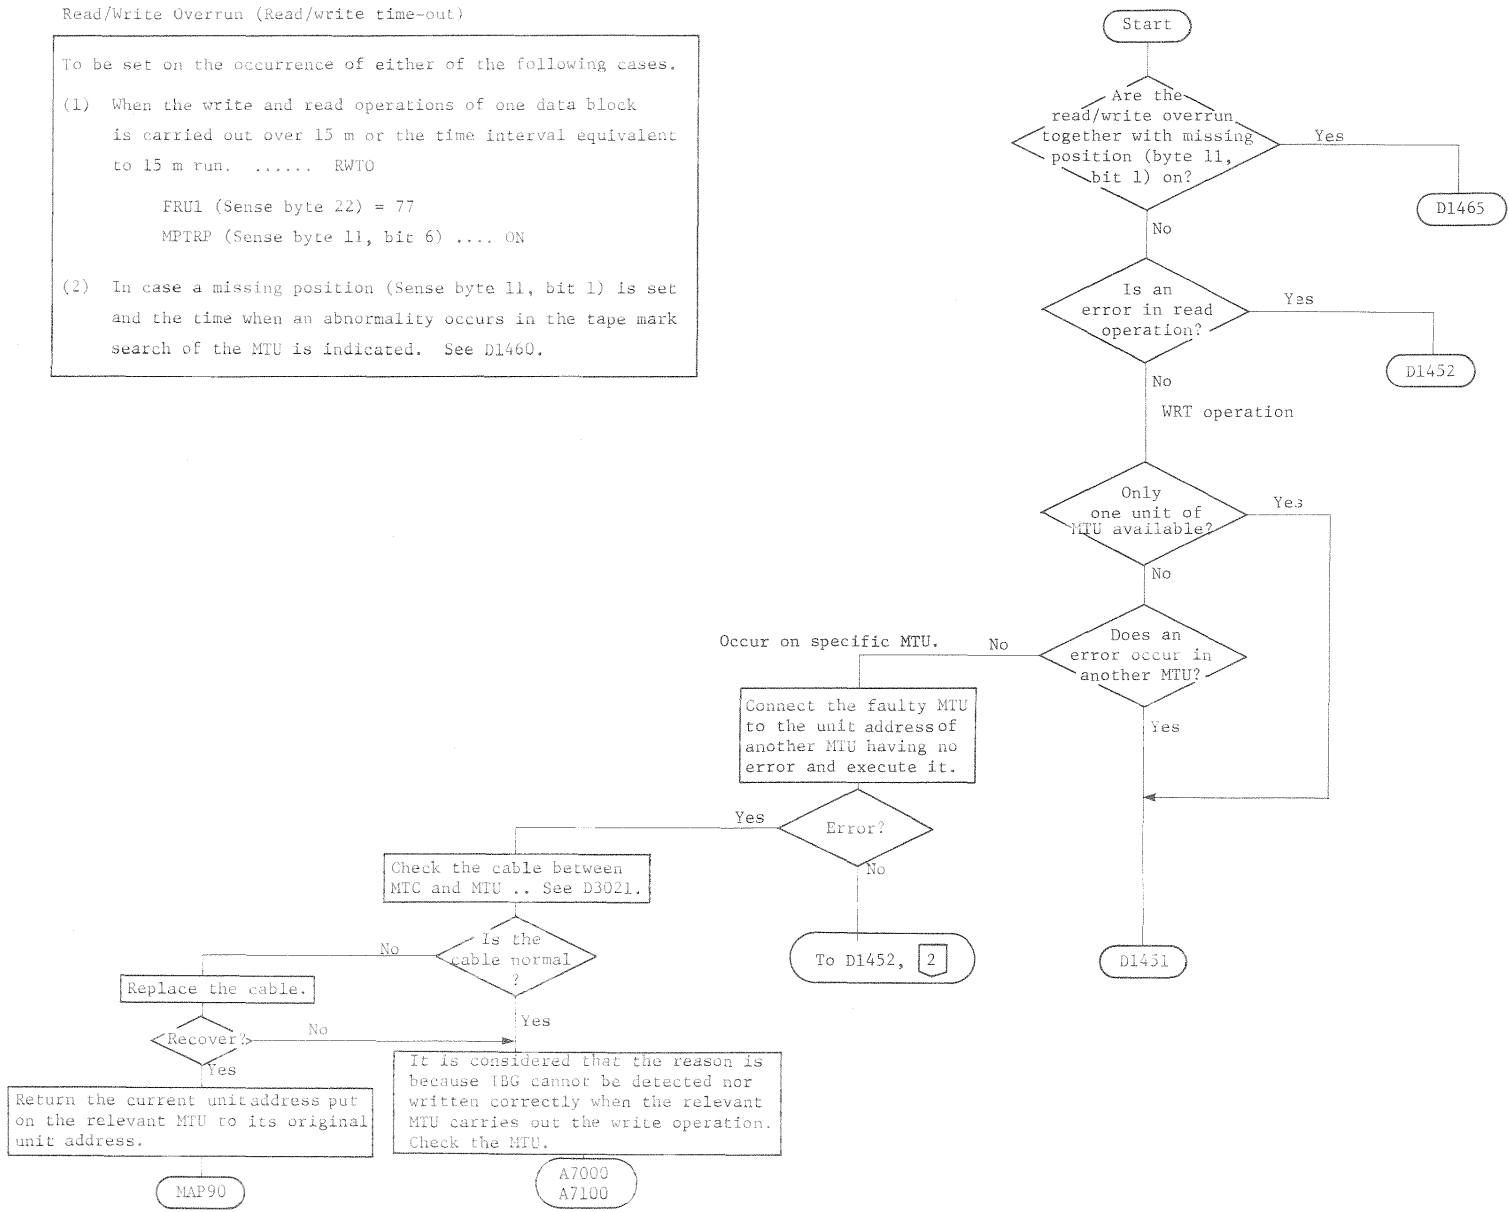 Read/Write Overrun (Read/write time-out)
To be set on the occurrence of either of the following cases.
(1) When the write and read operations of one data block
is carried out over 15 m or the time interval equivalent
to 15 m run. ...... RWTO
FRU1 (Sense byte 22) = 77
MPTRP (Sense byte 11, bit 6) .... ON
(2) In case a missing position (Sense byte 11, bit 1) is set
and the time when an abnormality occurs in the tape mark
search of the MTU is indicated. See D1460.
Start
Are the
read/write overrun
together with missing
position (byte 11,
bit 1) on?
Yes
D1465
No
Is an
error in read
operation?
Yes
D1452
No
WRT operation
Only
one unit of
MTU available?
Yes
No
Does an
error occur in
another MTU?
Occur on specific MTU. No
Yes
Connect the faulty MTU
to the unit address of
another MTU having no
error and execute it.
Error?
Yes
No
Check the cable between
MTC and MTU .. See D3021.
To D1452, 2
D1451
Is the
cable normal
?
No
Yes
Replace the cable.
Recover?
No
Yes
It is considered that the reason is
because IBG cannot be detected nor
written correctly when the relevant
MTU carries out the write operation.
Check the MTU.
Return the current unit address put
on the relevant MTU to its original
unit address.
MAP90
A7000
A7100